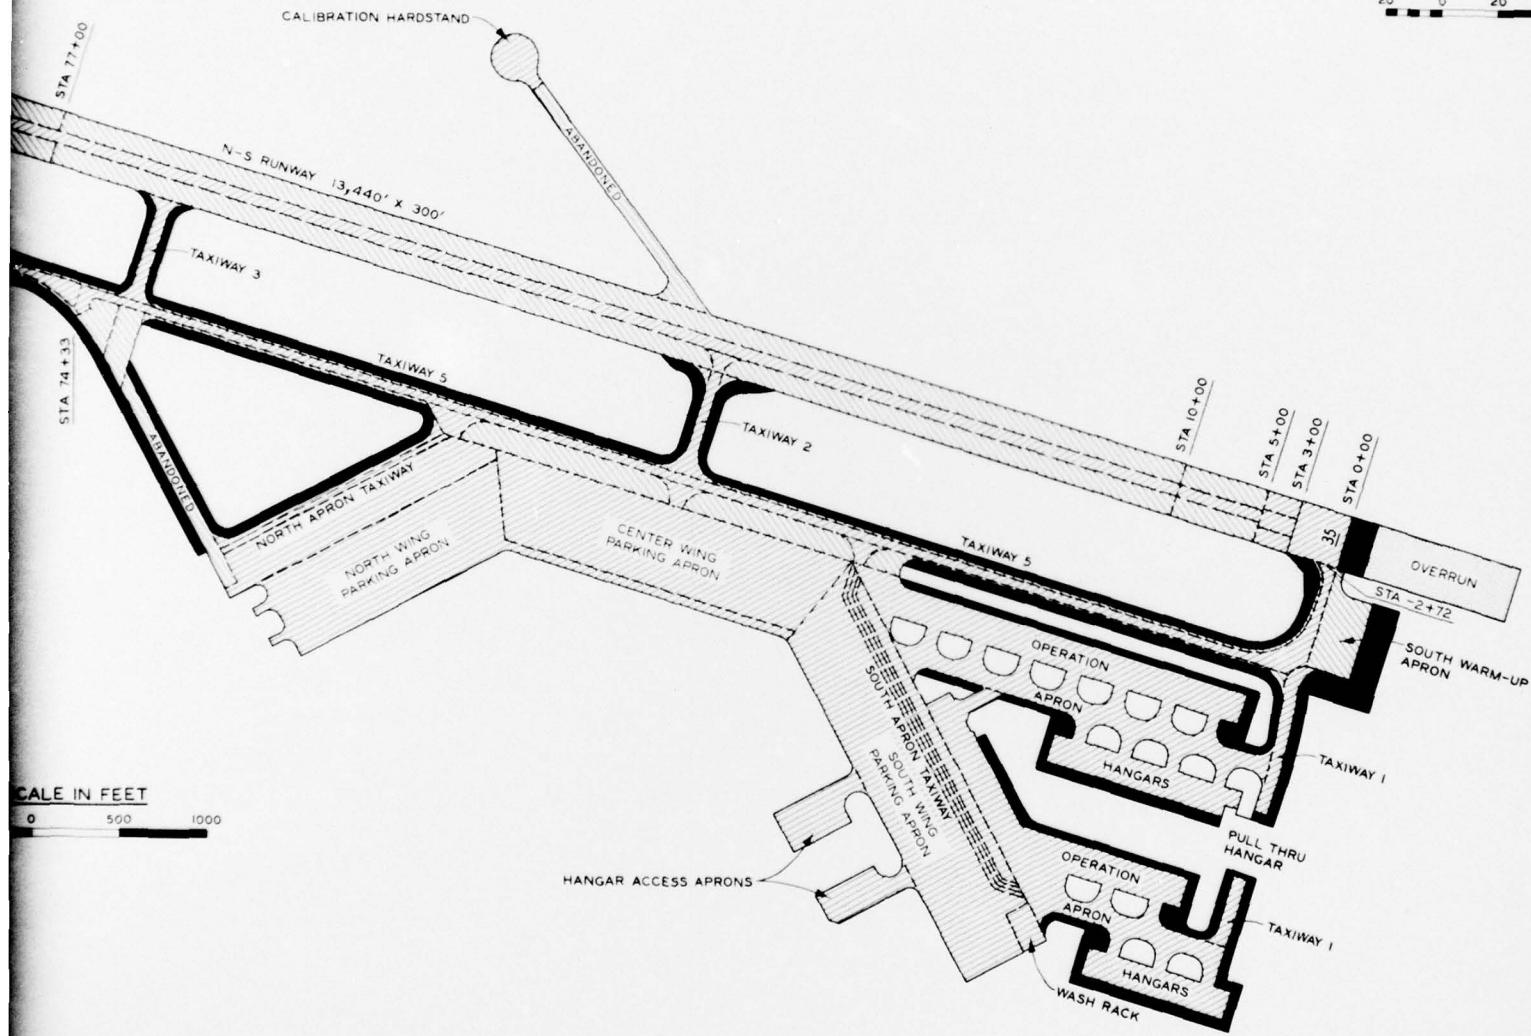 CALIBRATION HARDSTAND
20 0 20
STA 77+00
ABANDONED
N-S RUNWAY 13,440' X 300'
TAXIWAY 3
STA 74+33
TAXIWAY 5
TAXIWAY 2
STA 10+00
STA 5+00
STA 3+00
STA 0+00
35
OVERRUN
STA -2+72
ABANDONED
NORTH APRON TAXIWAY
NORTH WING
PARKING APRON
CENTER WING
PARKING APRON
TAXIWAY 5
SOUTH WARM-UP
APRON
OPERATION
APRON
HANGARS
SOUTH APRON TAXIWAY
SOUTH WING
PARKING APRON
TAXIWAY 1
CALE IN FEET
0 500 1000
PULL THRU
HANGAR
HANGAR ACCESS APRONS
OPERATION
APRON
HANGARS
TAXIWAY 1
WASH RACK